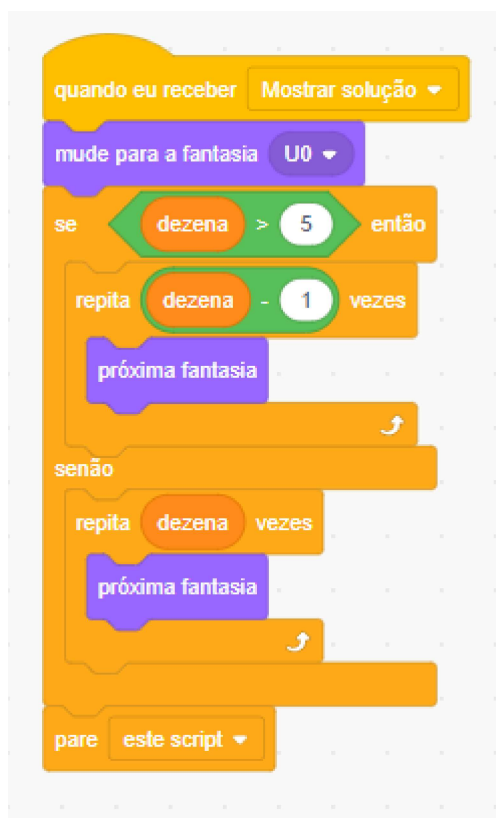 quando eu receber Mostrar solução
mude para a fantasia U0
se dezena > 5 então
repita dezena - 1 vezes
próxima fantasia
senão
repita dezena vezes
próxima fantasia
pare este script